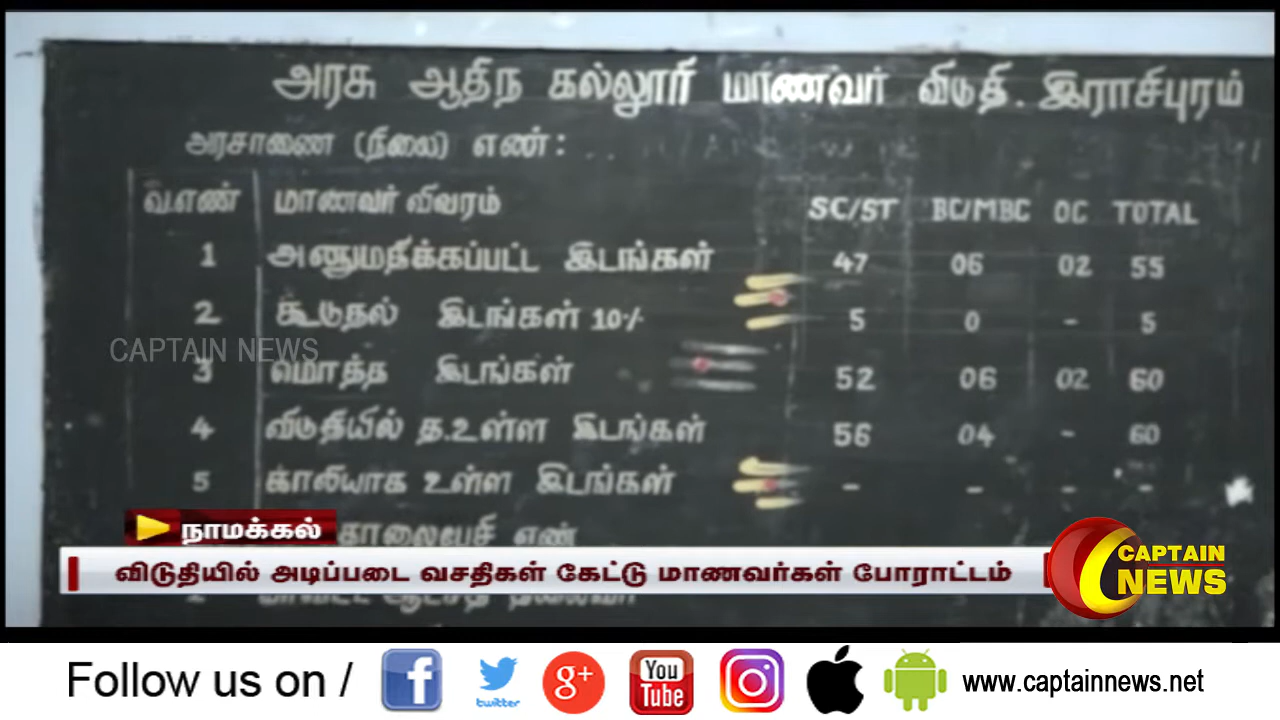 அரசு ஆதிந கல்லூரி மாணவர் விடுதி. இராசிபுரம்
அரசாணை (நிலை) எண் :
வ.எண் மாணவர் விவரம் SC/ST BC/MBC OC TOTAL
1 அனுமதிக்கப்பட்ட இடங்கள் 47 06 02 55
2 கூடுதல் இடங்கள் 10% 5 0 - 5
CAPTAIN NEWS
3 மொத்த இடங்கள் 52 06 02 60
4 விடுதியில் த.உள்ள இடங்கள் 56 04 - 60
5 காலியாக உள்ள இடங்கள் - - - -
நாமக்கல்
எண்
விடுதியில் அடிப்படை வசதிகள் கேட்டு மாணவர்கள் போராட்டம்
CAPTAIN
NEWS
Follow us on / f twitter g+ You Tube www.captainnews.net